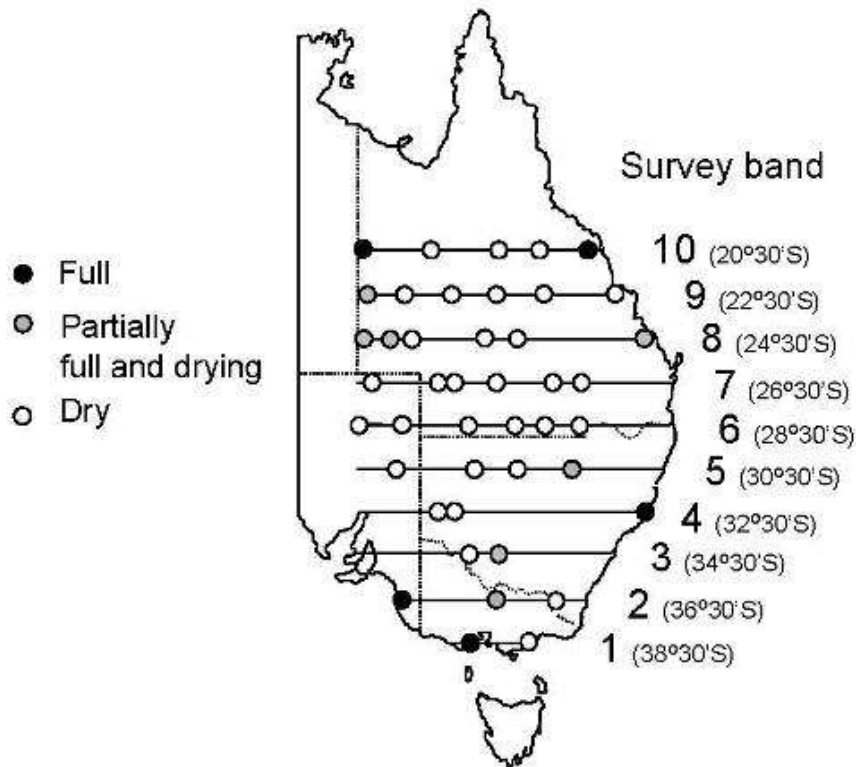 Survey band
Full
Partially
full and drying
Dry
10 (20º30'S)
9 (22º30'S)
8 (24º30'S)
7 (26º30'S)
6 (28º30'S)
5 (30º30'S)
4 (32º30'S)
3 (34º30'S)
2 (36º30'S)
1 (38º30'S)